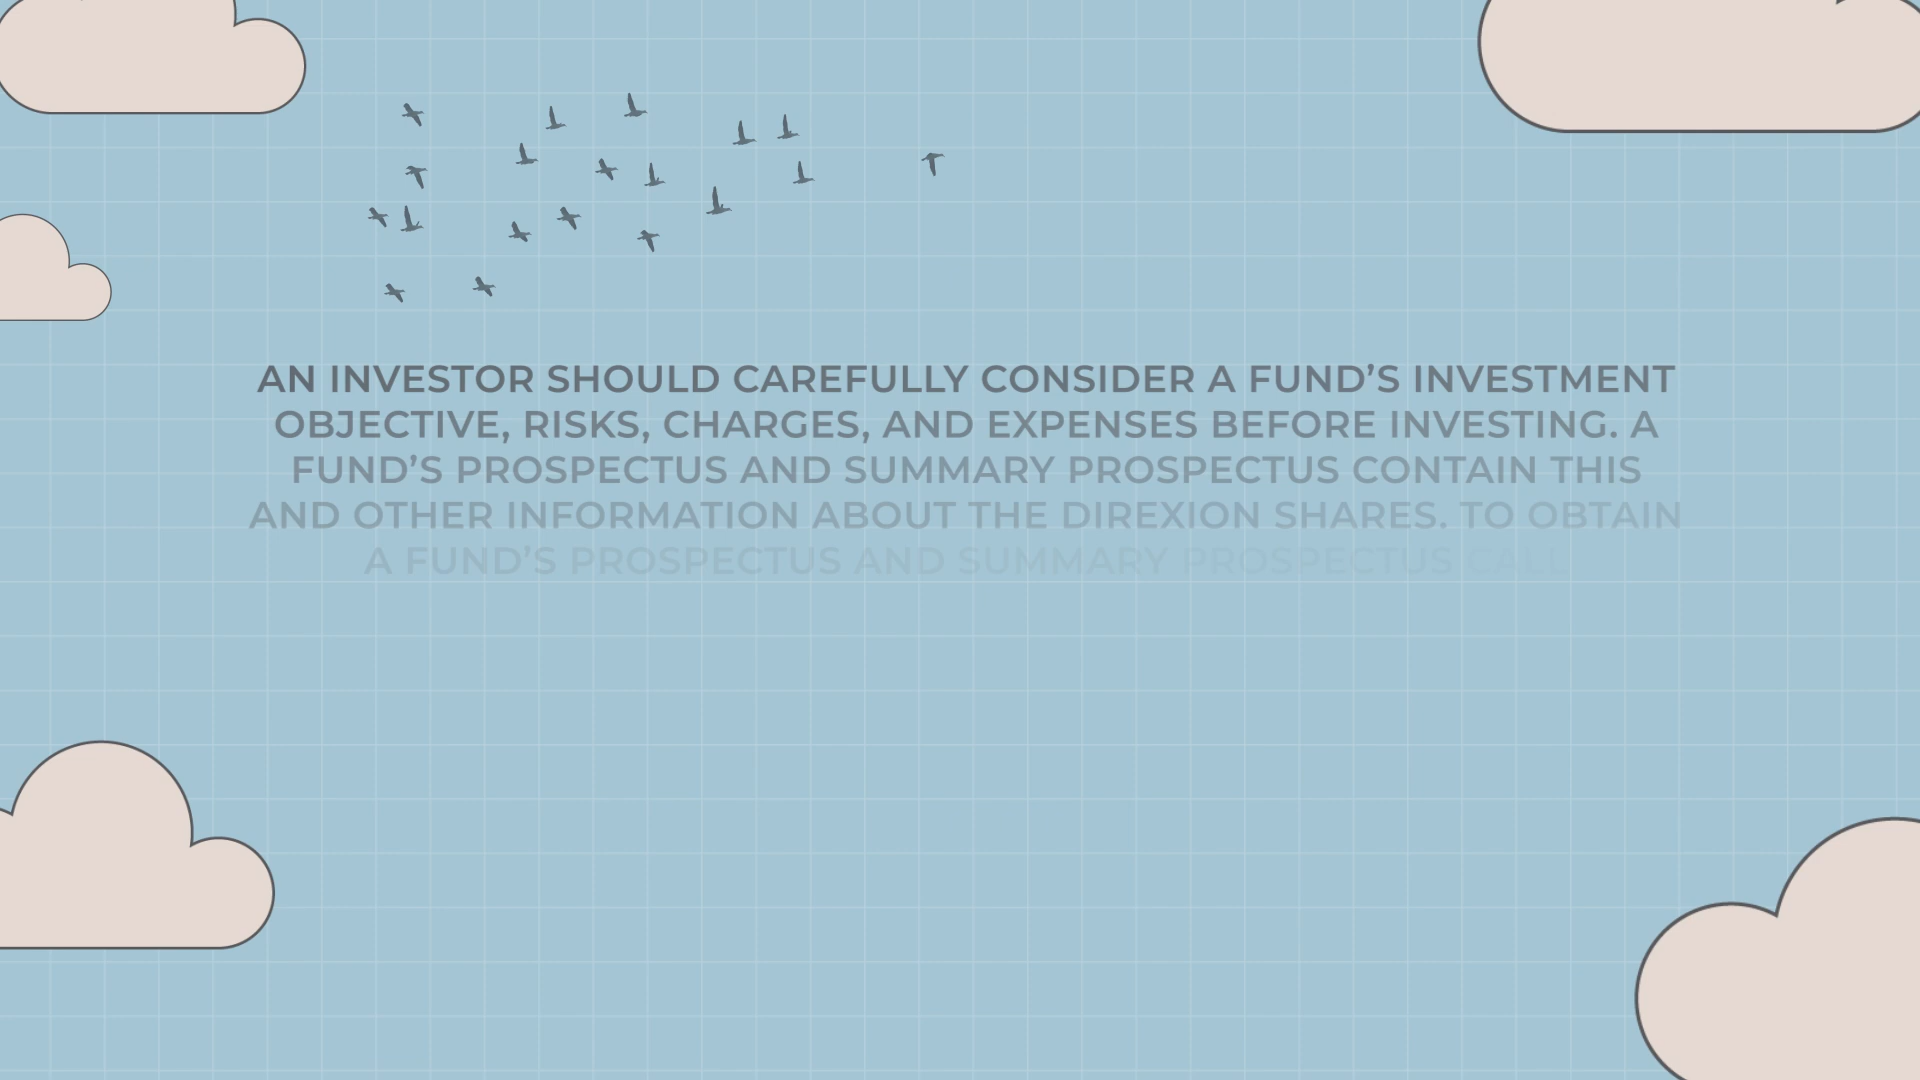 AN INVESTOR SHOULD CAREFULLY CONSIDER A FUND’S INVESTMENT
OBJECTIVE, RISKS, CHARGES, AND EXPENSES BEFORE INVESTING. A
FUND’S PROSPECTUS AND SUMMARY PROSPECTUS CONTAIN THIS
AND OTHER INFORMATION ABOUT THE DIREXION SHARES. TO OBTAIN
A FUND’S PROSPECTUS AND SUMMARY PROSPECTUS CALL